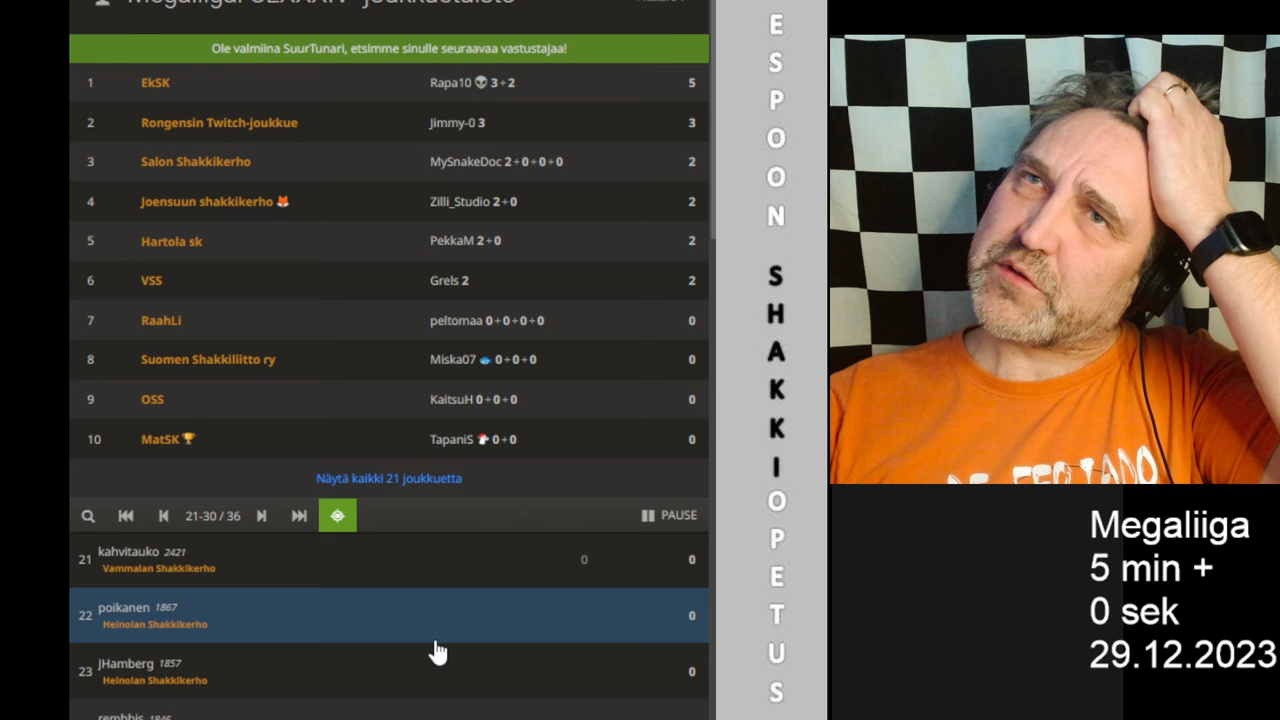 Ole valmiina SuurTunari, etsimme sinulle seuraavaa vastustajaa!
1 EkSK Rapa10 3+2 5
2 Rongensin Twitch-joukkue Jimmy-0 3 3
3 Salon Shakkikerho MySnakeDoc 2+0+0+0 2
4 Joensuun shakkikerho Zilli_Studio 2+0 2
5 Hartola sk PekkaM 2+0 2
6 VSS Grels 2 2
7 RaahLi peltomaa 0+0+0+0 0
8 Suomen Shakkiliitto ry Miska07 0+0+0 0
9 OSS KaitsuH 0+0+0 0
10 MatSK TapaniS 0+0 0
Näytä kaikki 21 joukkuetta
21-30 / 36 PAUSE
21 kahvitauko 2421 0 0
Vammalan Shakkikerho
22 poikanen 1867 0
Heinolan Shakkikerho
23 JHamberg 1857 0
Heinolan Shakkikerho
ESPOON SHAKKIOPETUS
Megaliiga
5 min +
0 sek
29.12.2023